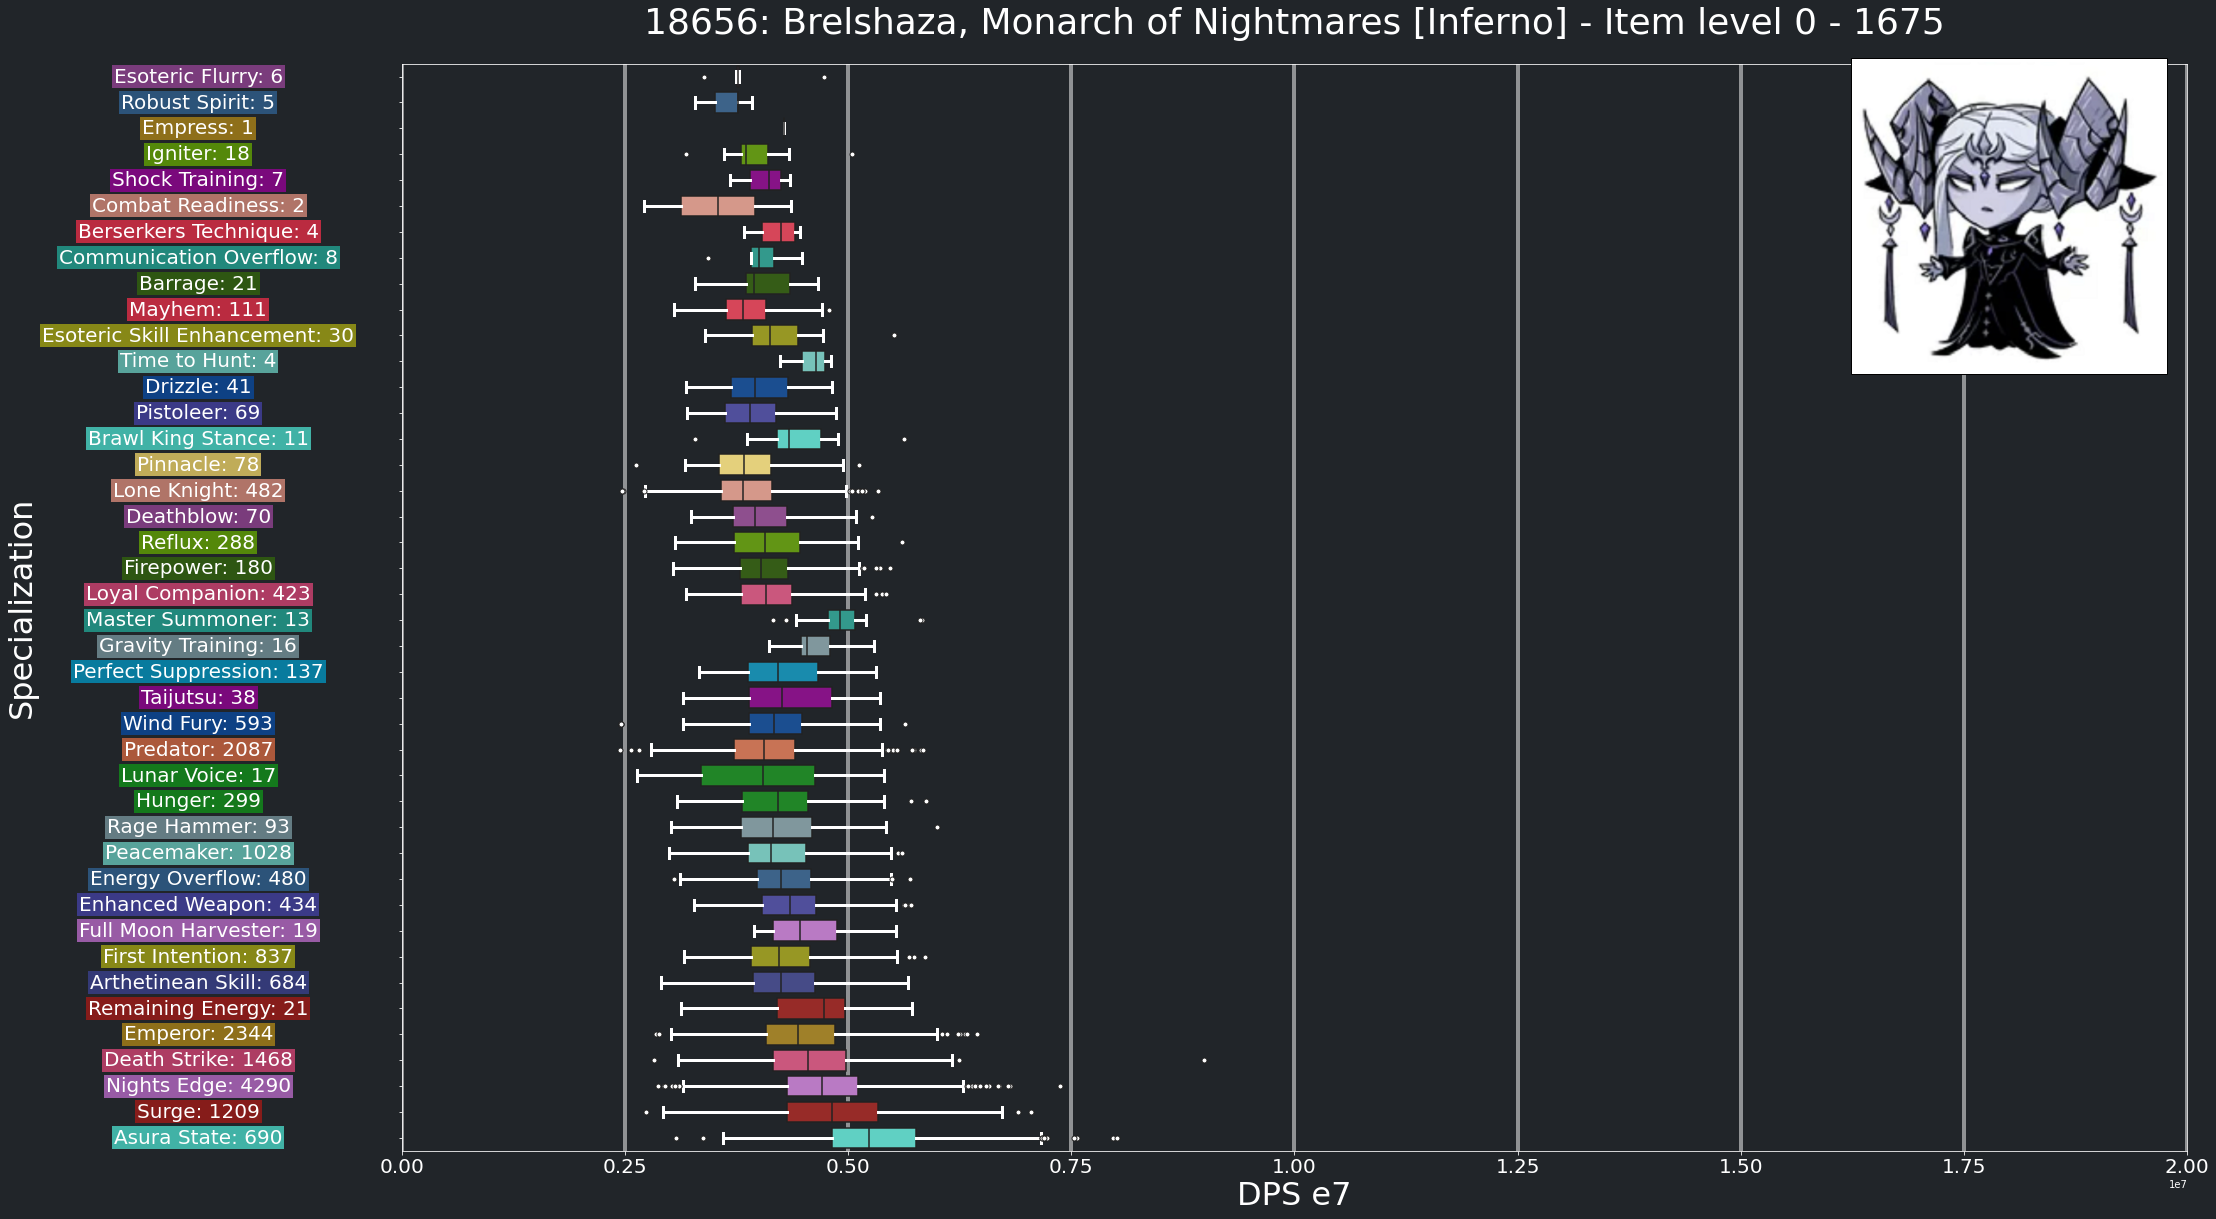 18656: Brelshaza, Monarch of Nightmares [Inferno] - Item level 0 - 1675
Specialization
Esoteric Flurry: 6
Robust Spirit: 5
Empress: 1
Igniter: 18
Shock Training: 7
Combat Readiness: 2
Berserkers Technique: 4
Communication Overflow: 8
Barrage: 21
Mayhem: 111
Esoteric Skill Enhancement: 30
Time to Hunt: 4
Drizzle: 41
Pistoleer: 69
Brawl King Stance: 11
Pinnacle: 78
Lone Knight: 482
Deathblow: 70
Reflux: 288
Firepower: 180
Loyal Companion: 423
Master Summoner: 13
Gravity Training: 16
Perfect Suppression: 137
Taijutsu: 38
Wind Fury: 593
Predator: 2087
Lunar Voice: 17
Hunger: 299
Rage Hammer: 93
Peacemaker: 1028
Energy Overflow: 480
Enhanced Weapon: 434
Full Moon Harvester: 19
First Intention: 837
Arthetinean Skill: 684
Remaining Energy: 21
Emperor: 2344
Death Strike: 1468
Nights Edge: 4290
Surge: 1209
Asura State: 690
0.00 0.25 0.50 0.75 1.00 1.25 1.50 1.75 2.00
1e7
DPS e7